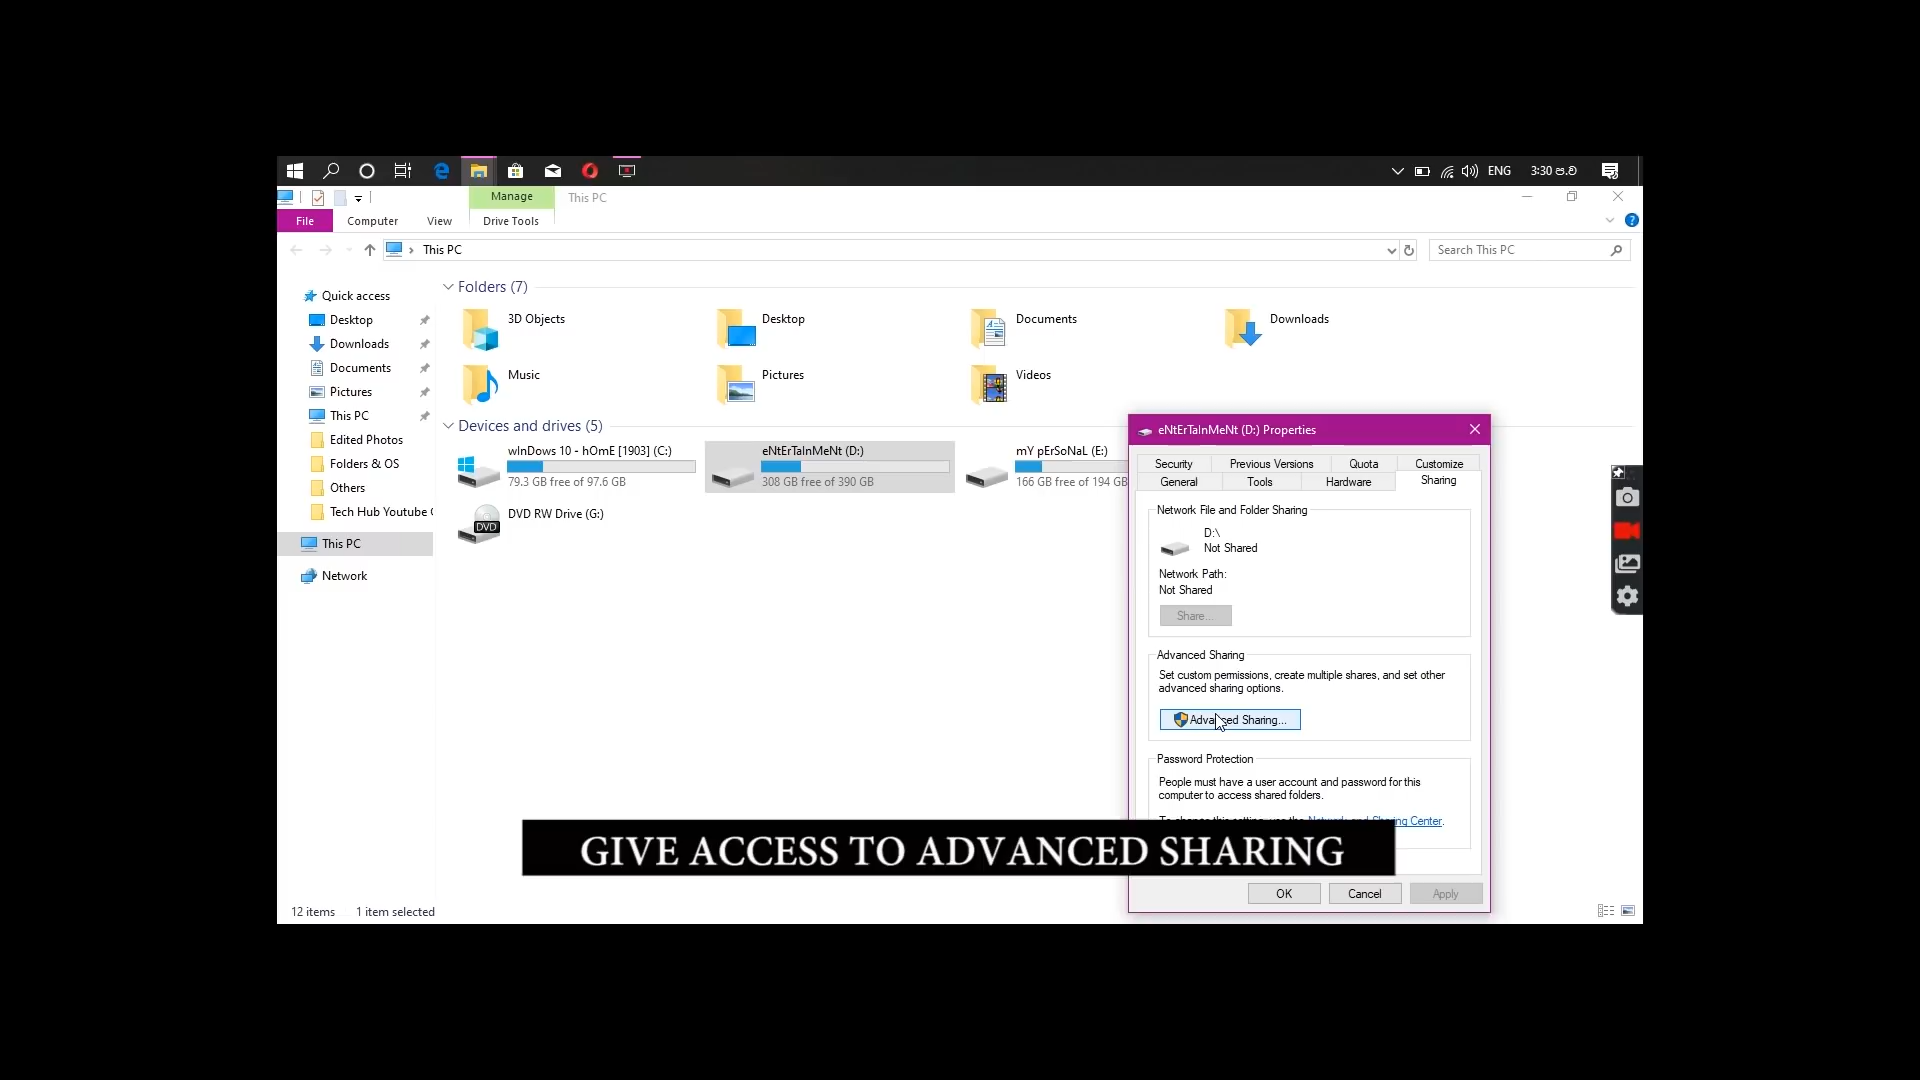 ENG
3:30 ප.ව
Manage
This PC
File
Computer
View
Drive Tools
This PC
Search This PC
Quick access
Desktop
Downloads
Documents
Pictures
This PC
Edited Photos
Folders & OS
Others
Tech Hub Youtube
This PC
Network
Folders (7)
3D Objects
Desktop
Documents
Downloads
Music
Pictures
Videos
Devices and drives (5)
wInDows 10 - hOmE [1903] (C:)
79.3 GB free of 97.6 GB
eNtErTaInMeNt (D:)
308 GB free of 390 GB
mY pErSoNaL (E:)
166 GB free of 194 GB
DVD RW Drive (G:)
DVD
eNtErTaInMeNt (D:) Properties
Security
Previous Versions
Quota
Customize
General
Tools
Hardware
Sharing
Network File and Folder Sharing
D:\
Not Shared
Network Path:
Not Shared
Share...
Advanced Sharing
Set custom permissions, create multiple shares, and set other
advanced sharing options.
Advanced Sharing...
Password Protection
People must have a user account and password for this
computer to access shared folders.
To change this setting, use the Network and Sharing Center.
GIVE ACCESS TO ADVANCED SHARING
OK
Cancel
Apply
12 items
1 item selected